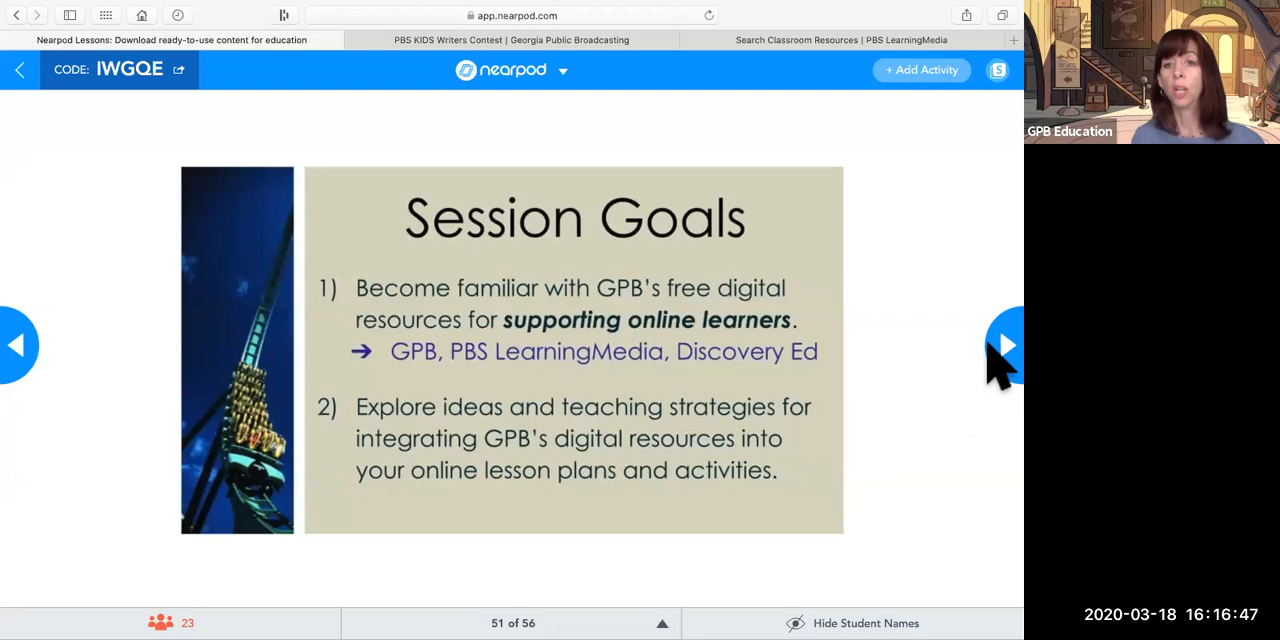 app.nearpod.com
Nearpod Lessons: Download ready-to-use content for education
PBS KIDS Writers Contest | Georgia Public Broadcasting
Search Classroom Resources | PBS LearningMedia
CODE: IWGQE
nearpod
+ Add Activity
S
GPB Education
Session Goals
1) Become familiar with GPB's free digital
resources for supporting online learners.
➔ GPB, PBS LearningMedia, Discovery Ed
2) Explore ideas and teaching strategies for
integrating GPB's digital resources into
your online lesson plans and activities.
23
51 of 56
Hide Student Names
2020-03-18 16:16:47